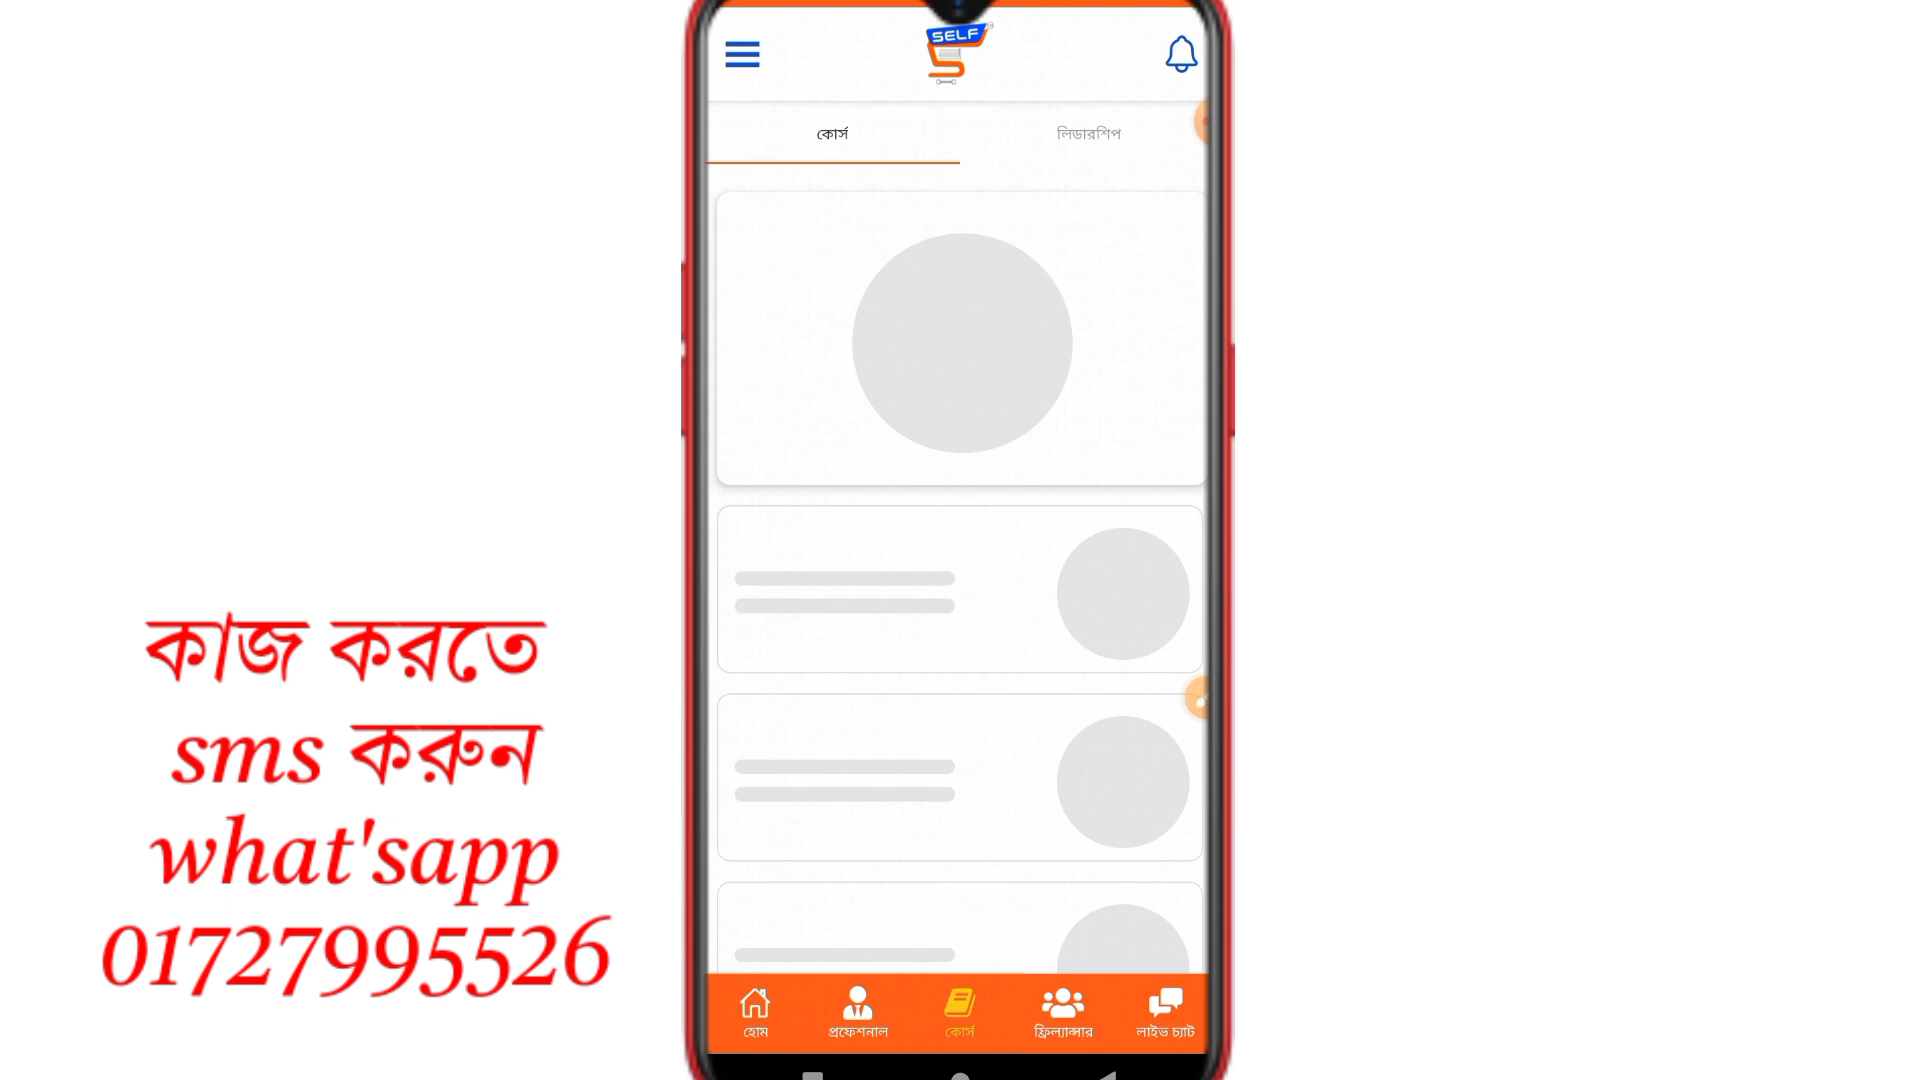 SELF
কোর্স
লিডারশিপ
কাজ করতে
sms করুন
what'sapp
01727995526
হোম
প্রফেশনাল
কোর্স
ফ্রিল্যান্সার
লাইভ চ্যাট